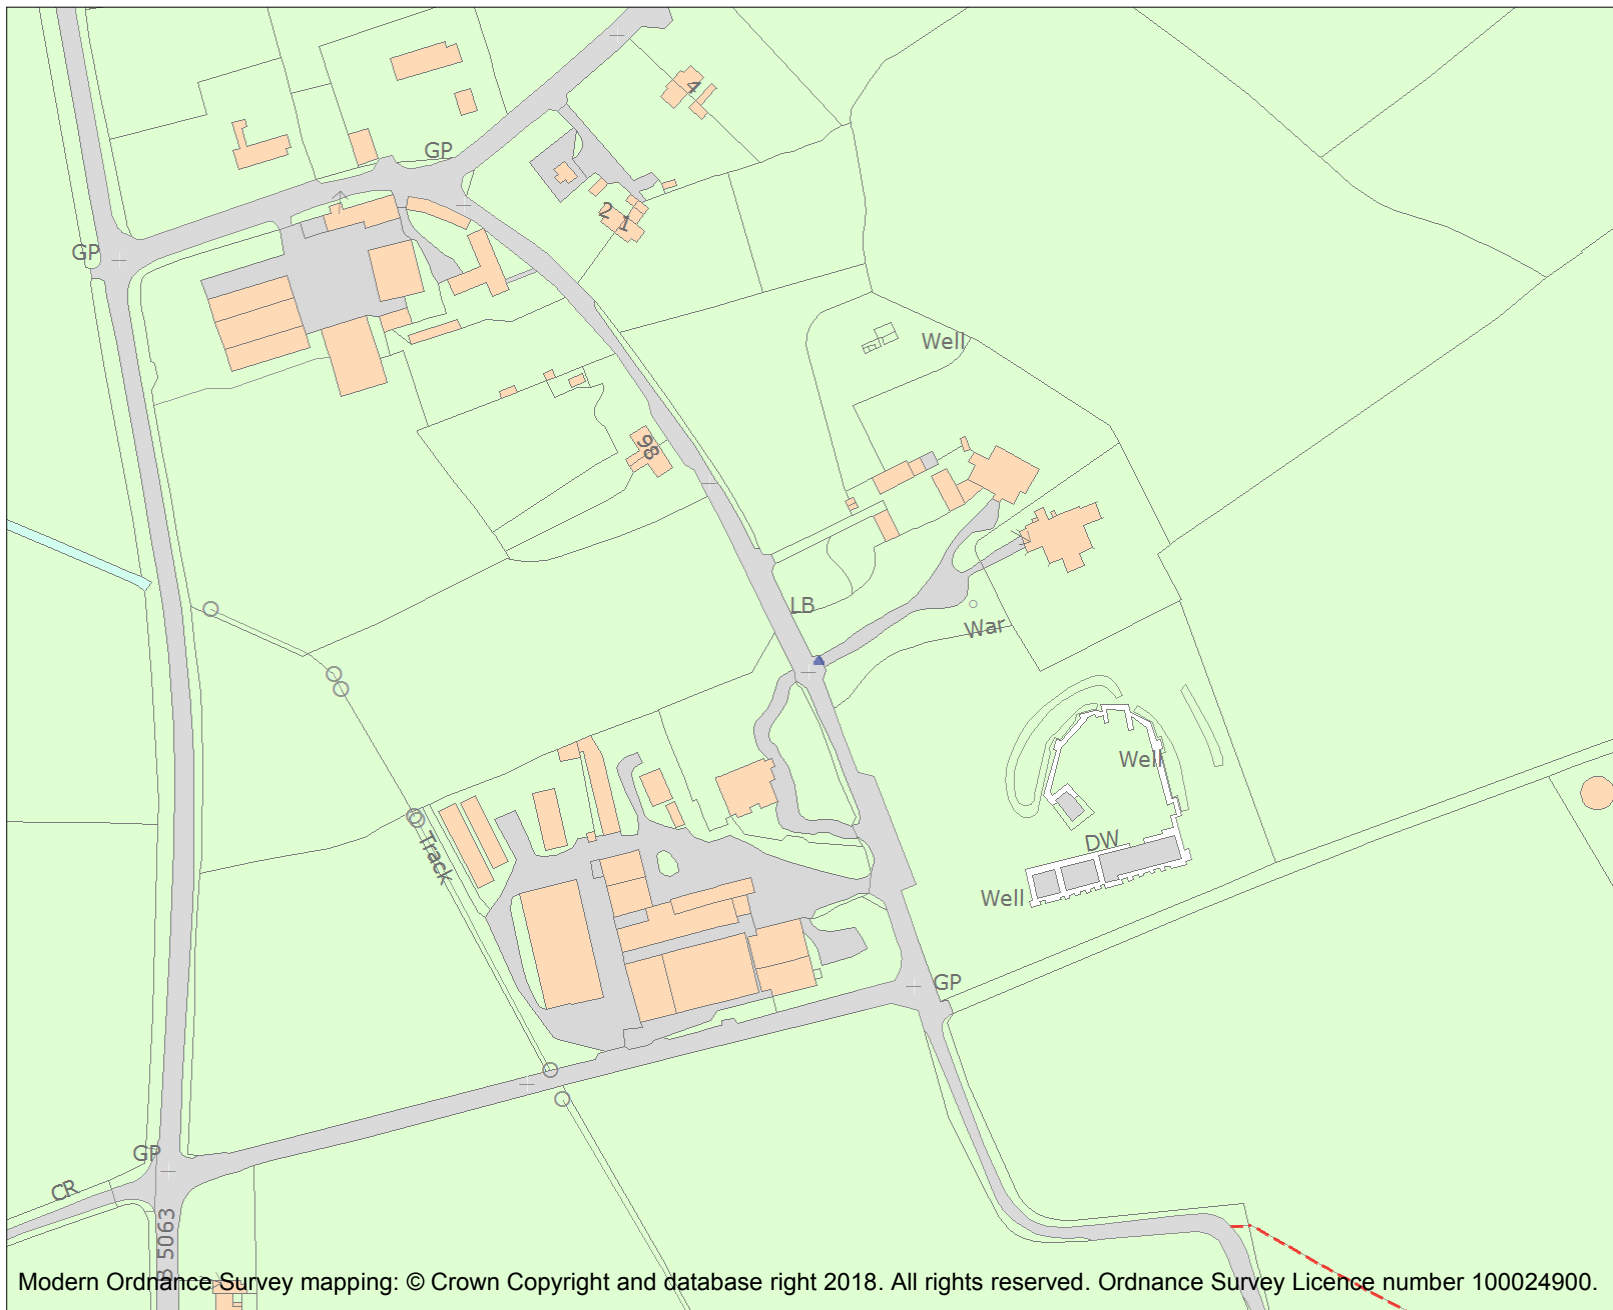 4
GP
2
1
GP
Well
98
LB
War
Well
DW
Track
Well
GP
GP
CR
B 5063
Modern Ordnance Survey mapping: © Crown Copyright and database right 2018. All rights reserved. Ordnance Survey Licence number 100024900.